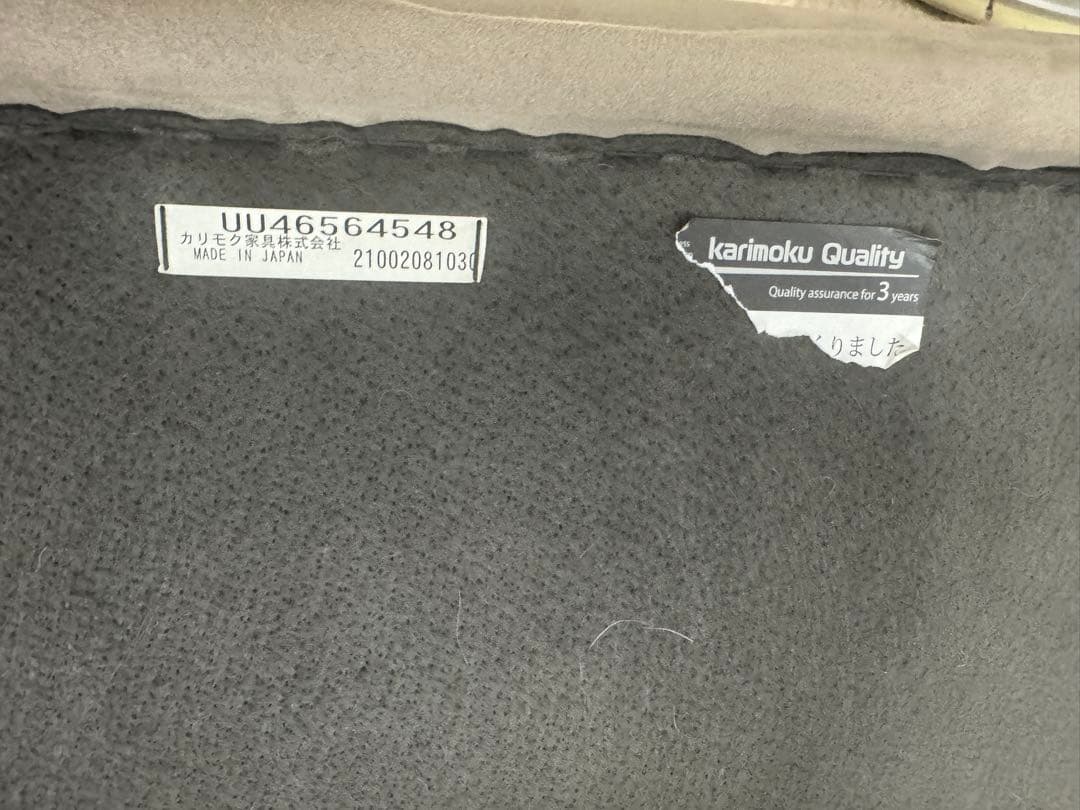 UU46564548
カリモク家具株式会社
MADE IN JAPAN 21002081030
karimoku Quality
Quality assurance for 3 years
りました